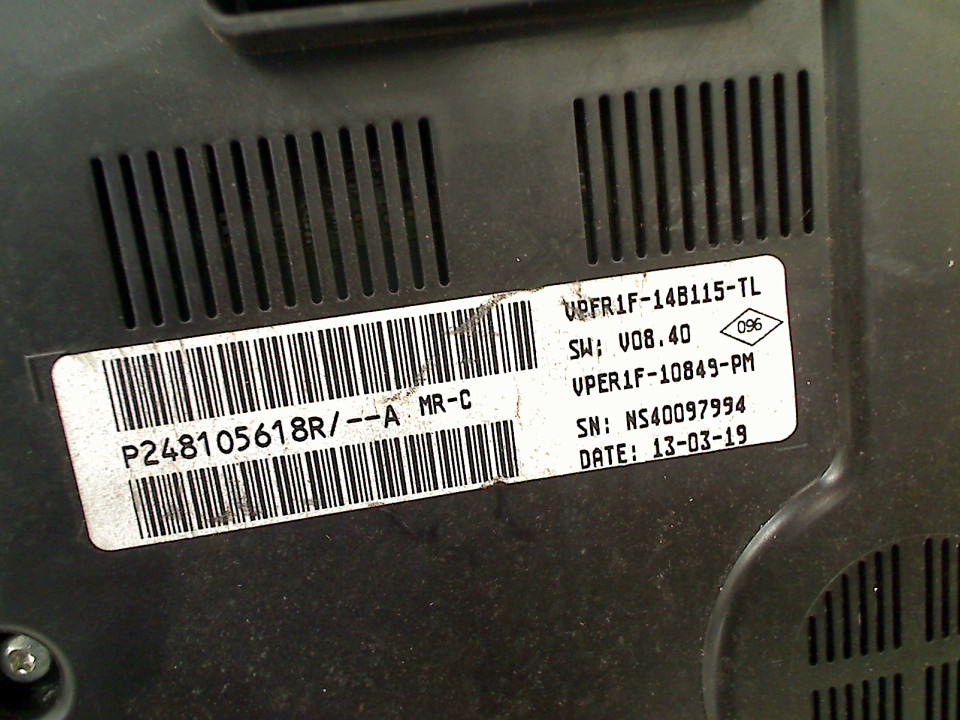 VPFR1F-14B115-TL
SW: V08.40
096
VPER1F-10849-PM
P248105618R/--A MR-C
SN: NS40097994
DATE: 13-03-19